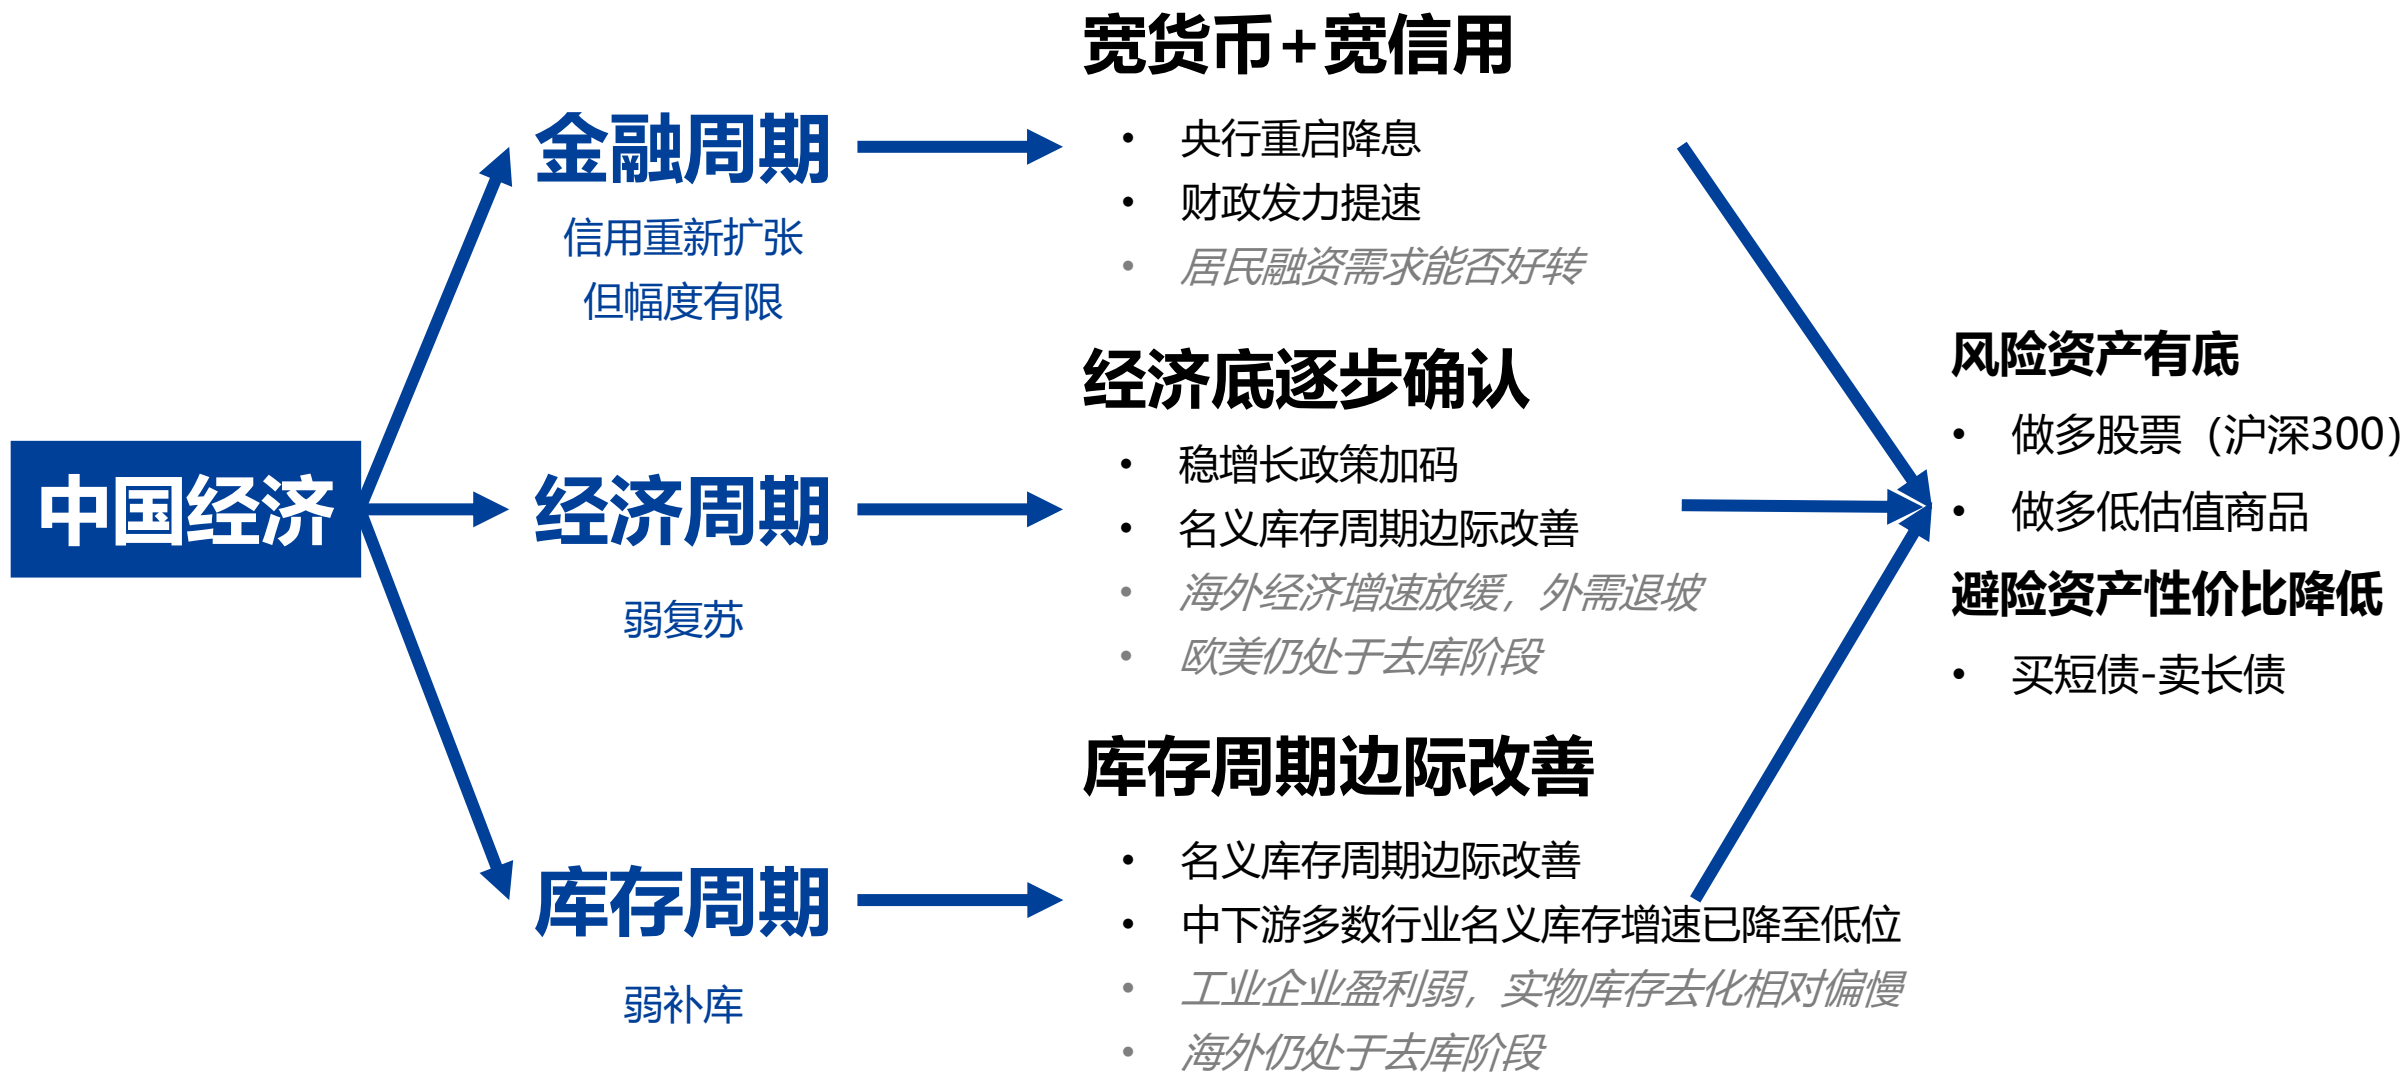 中国经济
金融周期
信用重新扩张
但幅度有限
宽货币+宽信用
• 央行重启降息
• 财政发力提速
• 居民融资需求能否好转
经济周期
弱复苏
经济底逐步确认
• 稳增长政策加码
• 名义库存周期边际改善
• 海外经济增速放缓，外需退坡
• 欧美仍处于去库阶段
库存周期
弱补库
库存周期边际改善
• 名义库存周期边际改善
• 中下游多数行业名义库存增速已降至低位
• 工业企业盈利弱，实物库存去化相对偏慢
• 海外仍处于去库阶段
风险资产有底
• 做多股票（沪深300）
• 做多低估值商品
避险资产性价比降低
• 买短债-卖长债